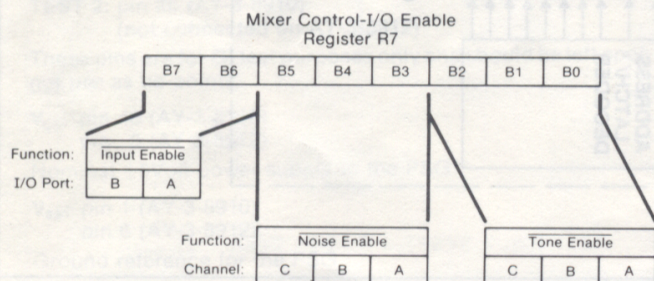 Mixer Control-I/O Enable
Register R7
B7 B6 B5 B4 B3 B2 B1 B0
Function: Input Enable
I/O Port: B A
Function: Noise Enable Tone Enable
Channel: C B A C B A